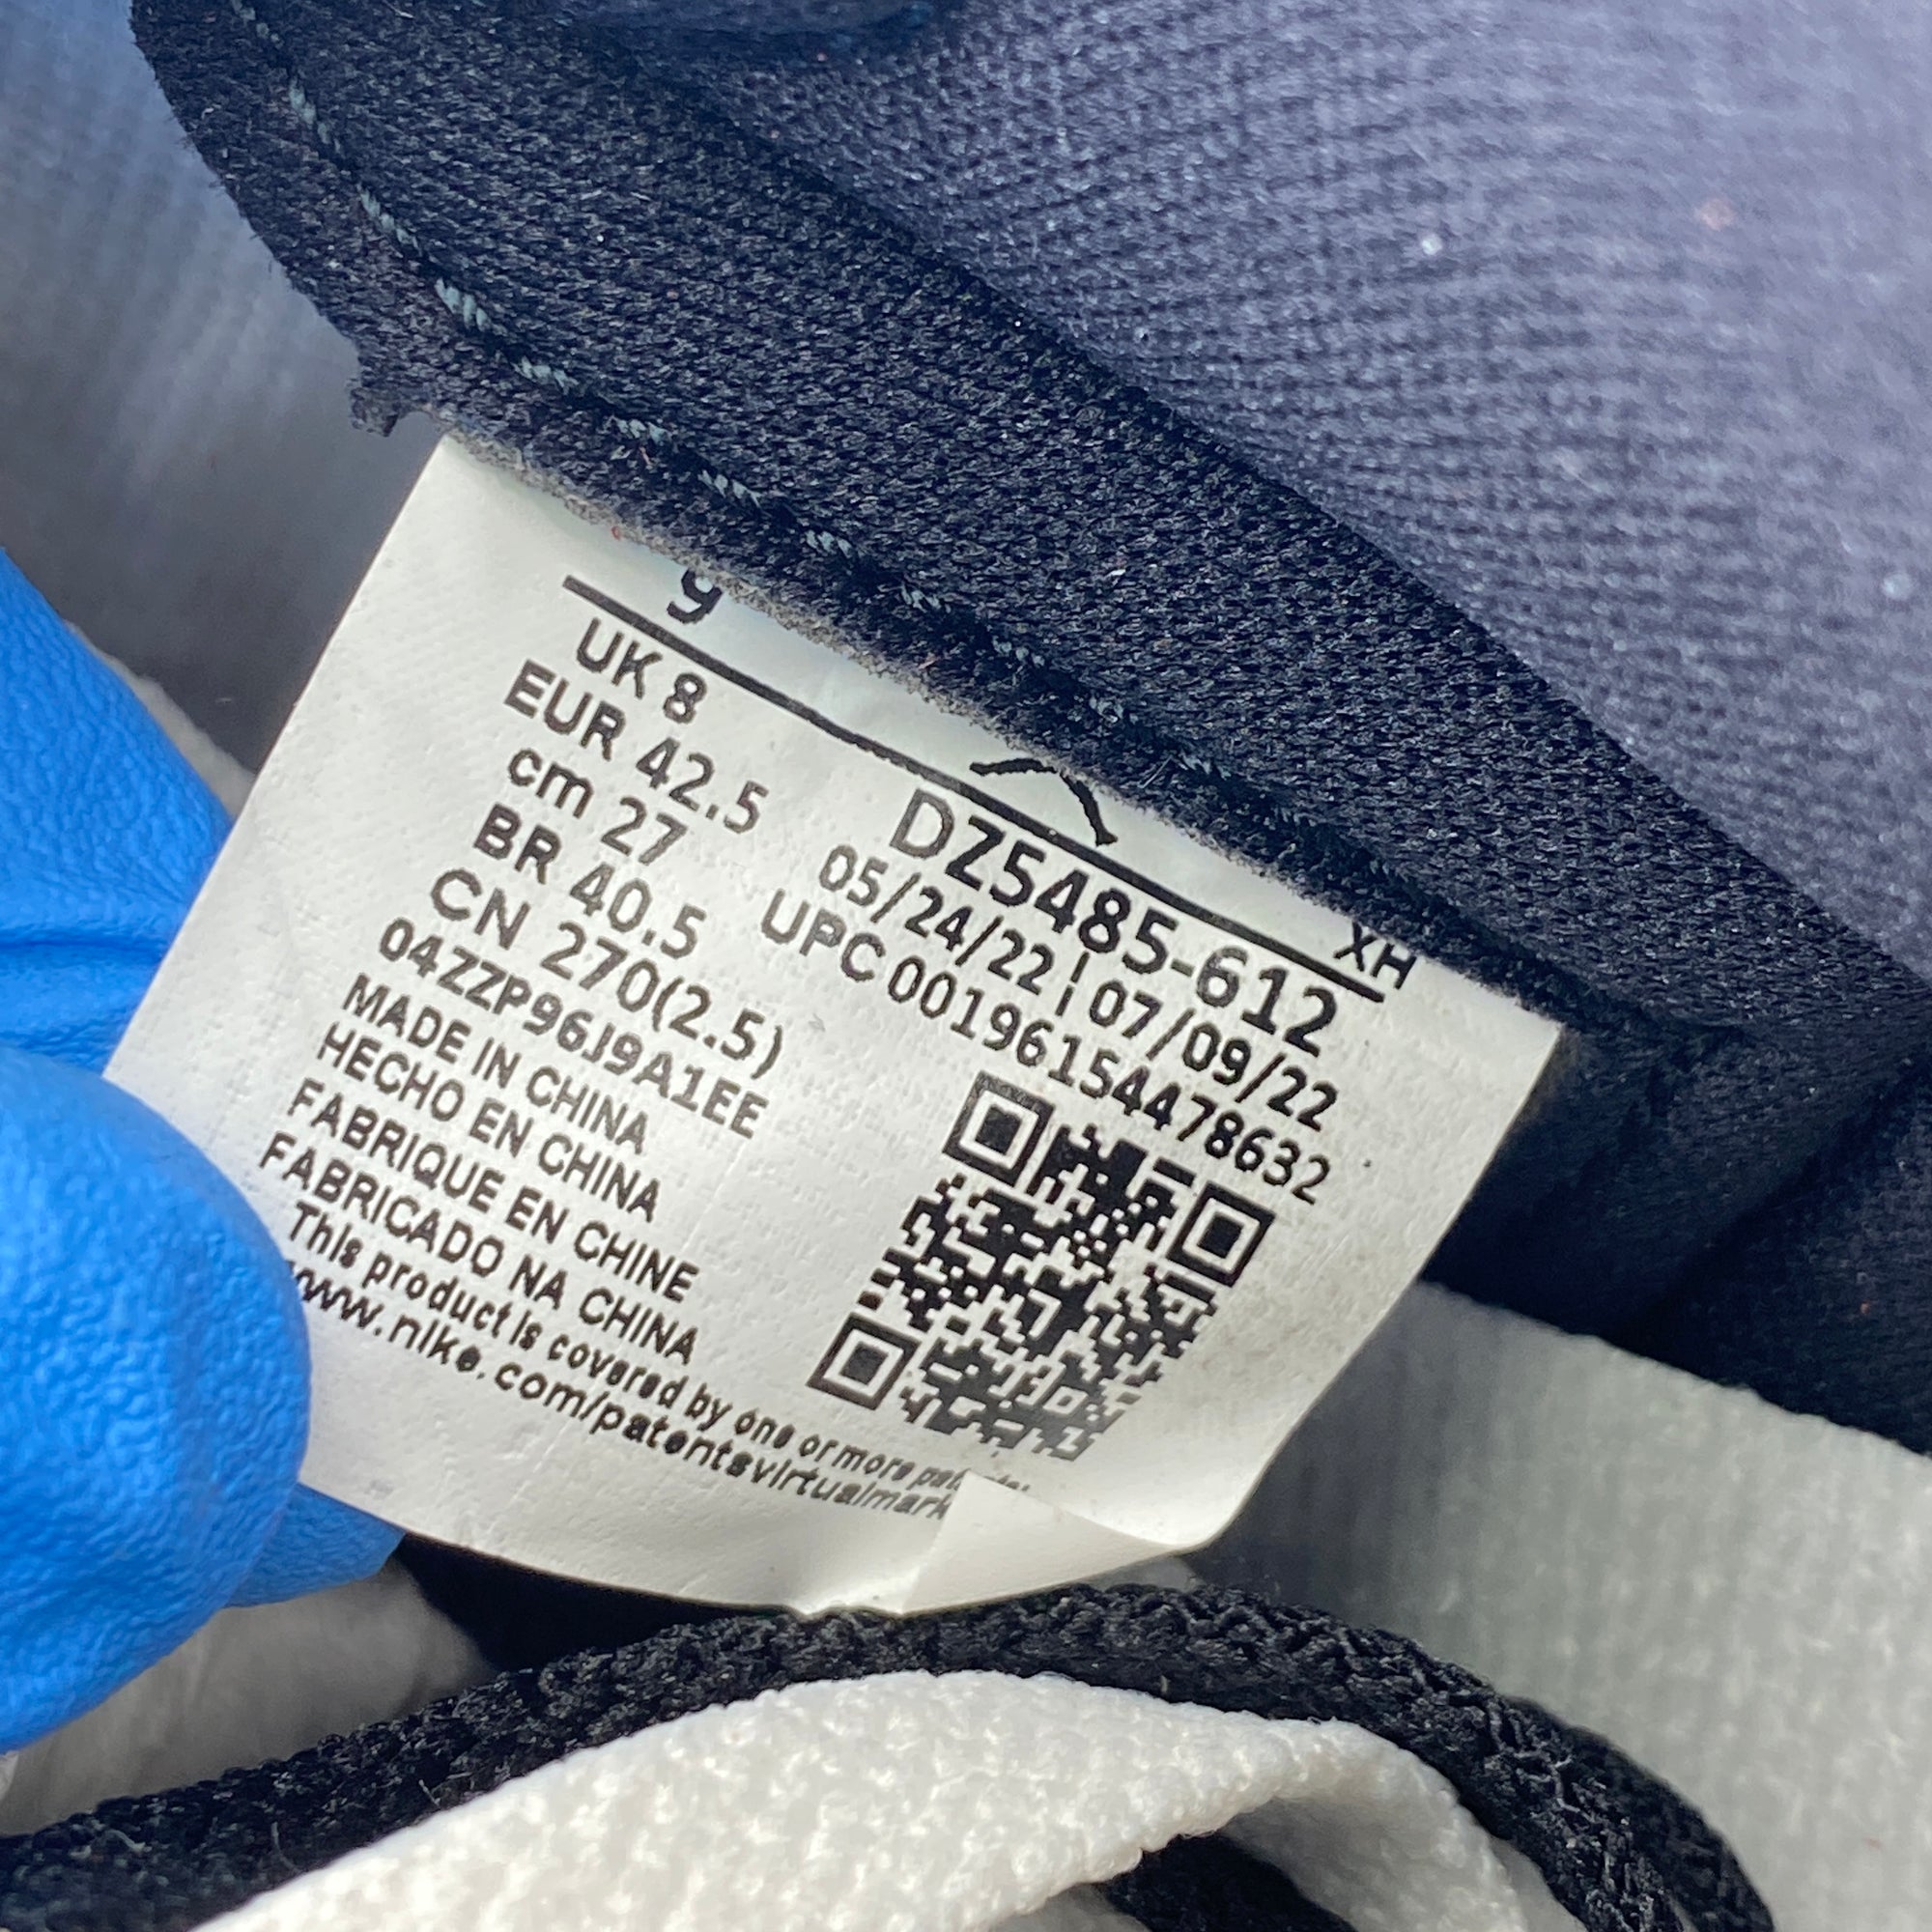 9
UK 8
EUR 42.5
cm 27
BR 40.5
CN 270(2.5)
04ZZP96J9A1EE
MADE IN CHINA
HECHO EN CHINA
FABRIQUE EN CHINE
FABRICADO NA CHINA
This product is covered by one or more
www.nike.com/patentsvirtualmark
XH
DZ5485-612
05/24/22 | 07/09/22
UPC 00196154478632